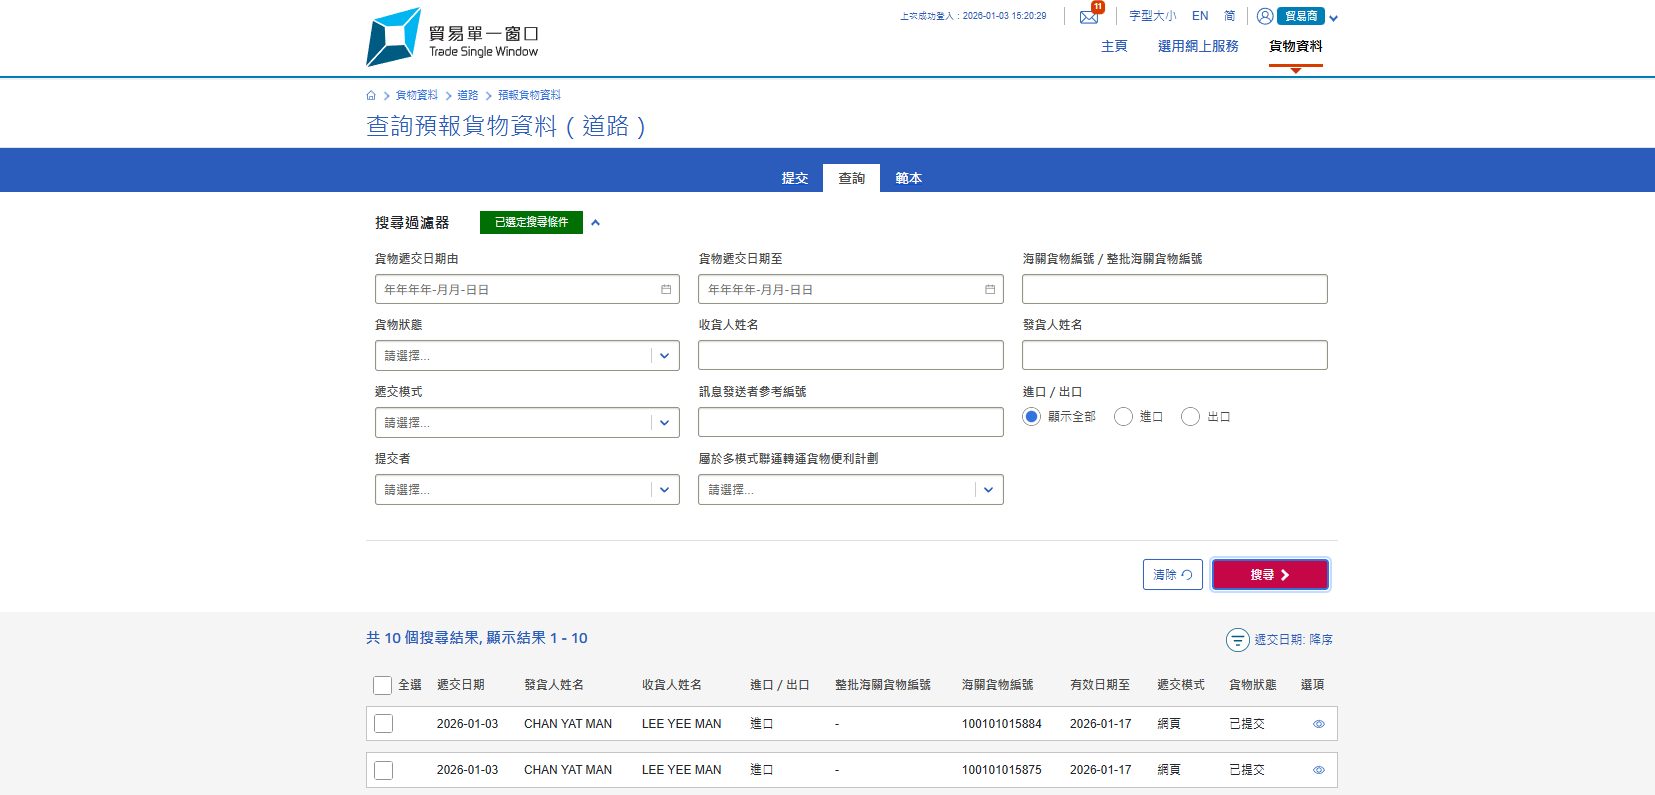 貿易單一窗口
Trade Single Window
上次成功登入：2026-01-03 15:20:29
11
字型大小 EN 简 貿易商
主頁 選用網上服務 貨物資料
貨物資料 道路 預報貨物資料
查詢預報貨物資料 ( 道路 )
提交 查詢 範本
搜尋過濾器 已選定搜尋條件
貨物遞交日期由 貨物遞交日期至 海關貨物編號 / 整批海關貨物編號
年年年年-月月-日日 年年年年-月月-日日
貨物狀態 收貨人姓名 發貨人姓名
請選擇...
遞交模式 訊息發送者參考編號 進口 / 出口
請選擇... 顯示全部 進口 出口
提交者 屬於多模式聯運轉運貨物便利計劃
請選擇... 請選擇...
清除 搜尋
共 10 個搜尋結果, 顯示結果 1 - 10 遞交日期: 降序
全選 遞交日期 發貨人姓名 收貨人姓名 進口 / 出口 整批海關貨物編號 海關貨物編號 有效日期至 遞交模式 貨物狀態 選項
2026-01-03 CHAN YAT MAN LEE YEE MAN 進口 - 100101015884 2026-01-17 網頁 已提交
2026-01-03 CHAN YAT MAN LEE YEE MAN 進口 - 100101015875 2026-01-17 網頁 已提交